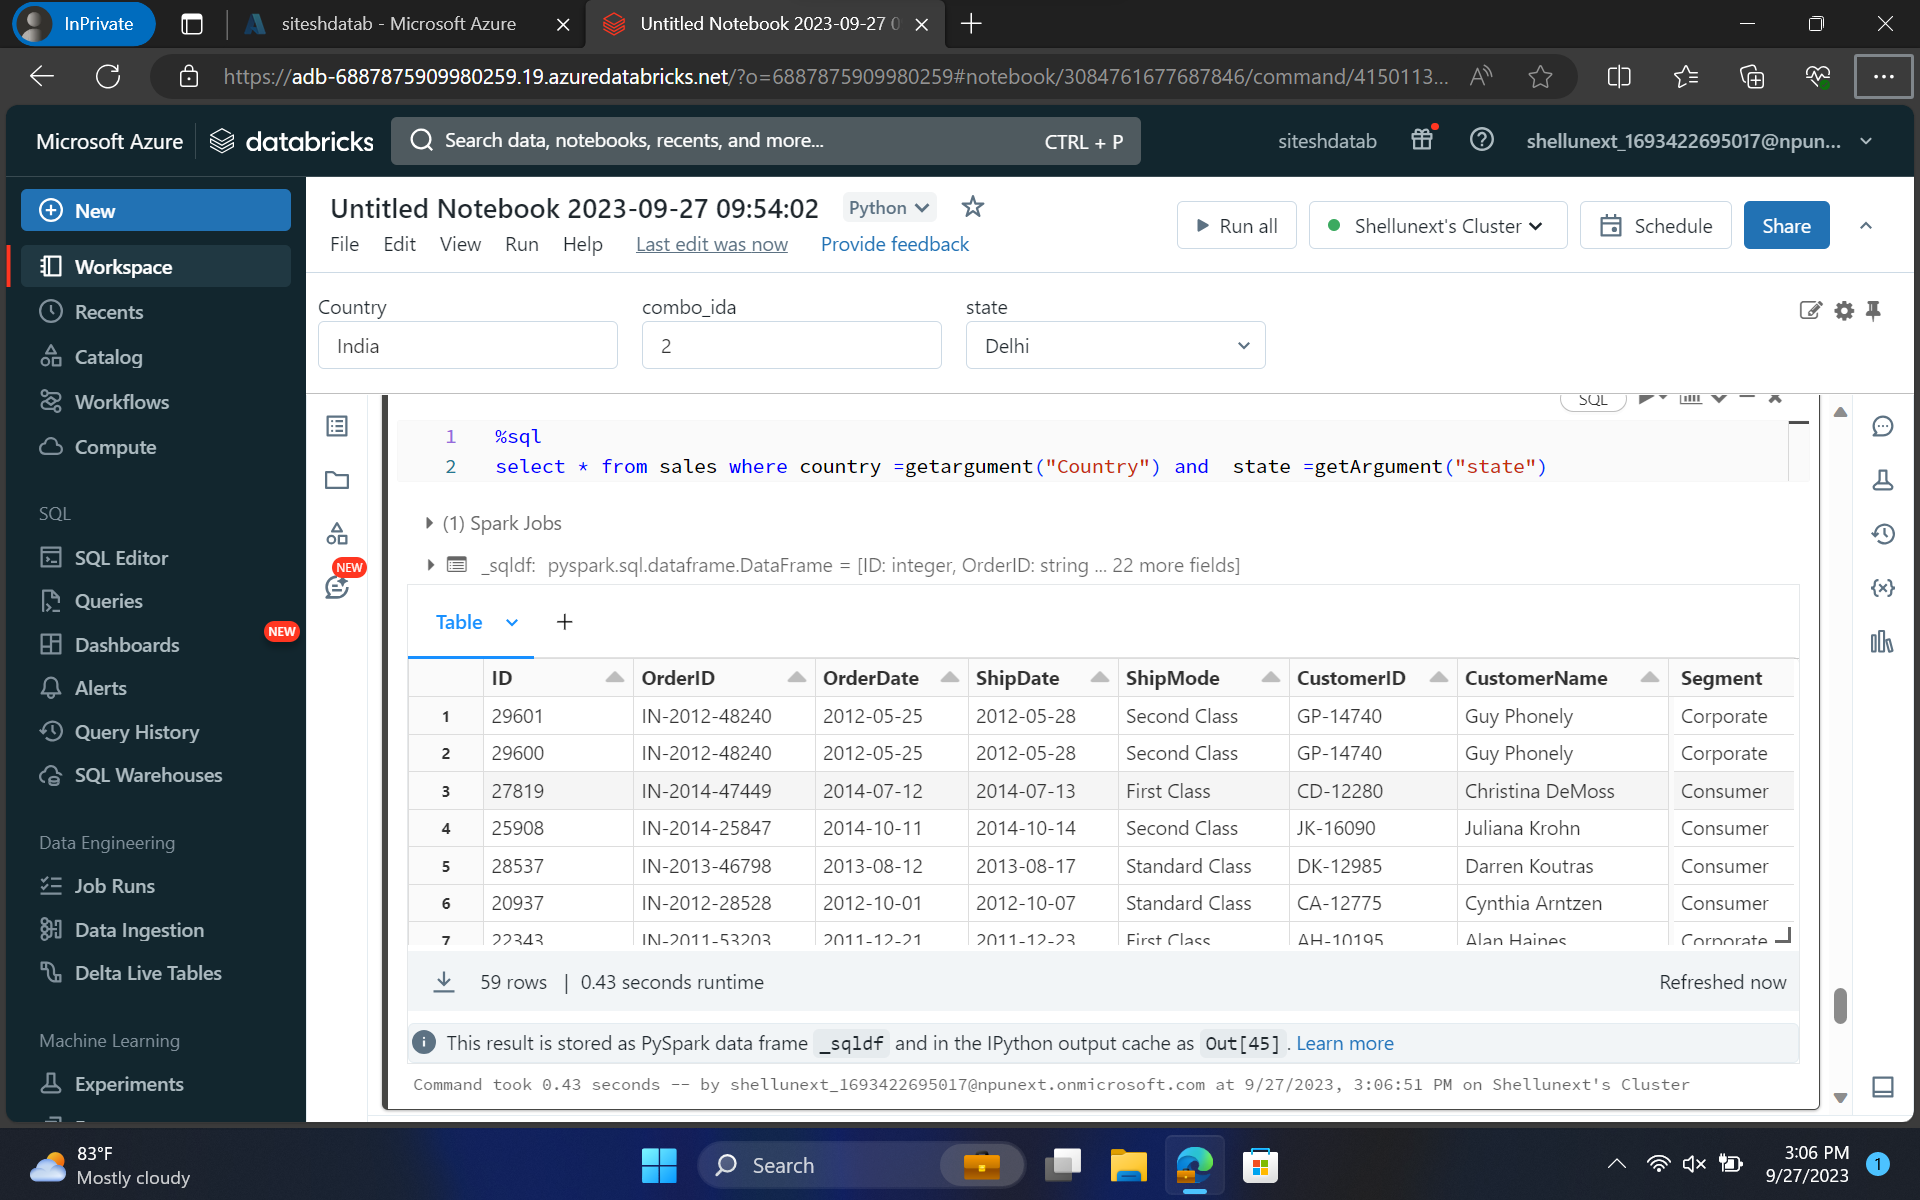 InPrivate
siteshdatab - Microsoft Azure
Untitled Notebook 2023-09-27 0
https://adb-6887875909980259.19.azuredatabricks.net/?o=6887875909980259#notebook/3084761677687846/command/4150113...
Microsoft Azure
databricks
Search data, notebooks, recents, and more...
CTRL + P
siteshdatab
shellunext_1693422695017@npun...
New
Workspace
Recents
Catalog
Workflows
Compute
SQL
SQL Editor
Queries
Dashboards
NEW
Alerts
Query History
SQL Warehouses
Data Engineering
Job Runs
Data Ingestion
Delta Live Tables
Machine Learning
Experiments
Untitled Notebook 2023-09-27 09:54:02
Python
File Edit View Run Help Last edit was now Provide feedback
Run all
Shellunext's Cluster
Schedule
Share
Country combo_ida state
India 2 Delhi
NEW
SQL
1 %sql
2 select * from sales where country =getargument("Country") and  state =getArgument("state")
(1) Spark Jobs
_sqldf: pyspark.sql.dataframe.DataFrame = [ID: integer, OrderID: string ... 22 more fields]
Table +
ID OrderID OrderDate ShipDate ShipMode CustomerID CustomerName Segment
1 29601 IN-2012-48240 2012-05-25 2012-05-28 Second Class GP-14740 Guy Phonely Corporate
2 29600 IN-2012-48240 2012-05-25 2012-05-28 Second Class GP-14740 Guy Phonely Corporate
3 27819 IN-2014-47449 2014-07-12 2014-07-13 First Class CD-12280 Christina DeMoss Consumer
4 25908 IN-2014-25847 2014-10-11 2014-10-14 Second Class JK-16090 Juliana Krohn Consumer
5 28537 IN-2013-46798 2013-08-12 2013-08-17 Standard Class DK-12985 Darren Koutras Consumer
6 20937 IN-2012-28528 2012-10-01 2012-10-07 Standard Class CA-12775 Cynthia Arntzen Consumer
7 22343 IN-2011-53203 2011-12-21 2011-12-23 First Class AH-10195 Alan Haines Corporate
59 rows | 0.43 seconds runtime
Refreshed now
This result is stored as PySpark data frame _sqldf and in the IPython output cache as Out[45] . Learn more
Command took 0.43 seconds -- by shellunext_1693422695017@npunext.onmicrosoft.com at 9/27/2023, 3:06:51 PM on Shellunext's Cluster
83°F
Mostly cloudy
Search
3:06 PM
9/27/2023
1